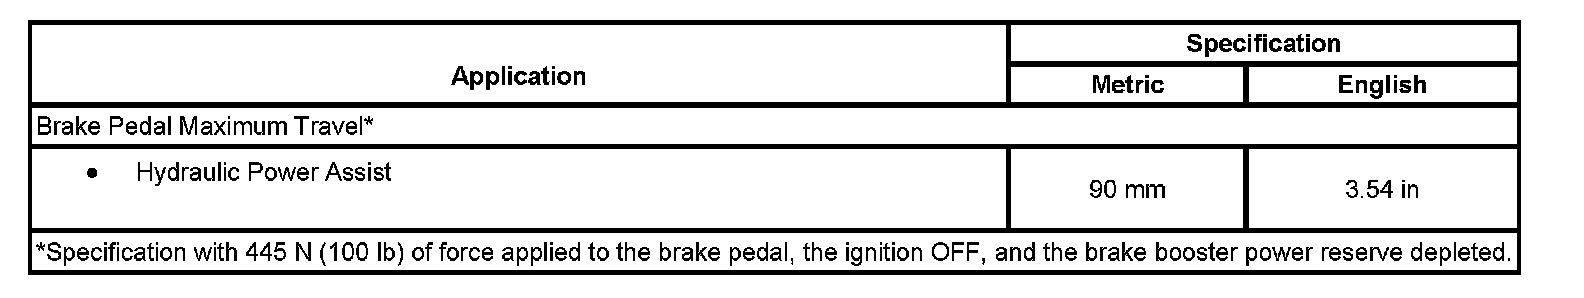 Application
Specification
Metric English
Brake Pedal Maximum Travel*
• Hydraulic Power Assist 90 mm 3.54 in
*Specification with 445 N (100 lb) of force applied to the brake pedal, the ignition OFF, and the brake booster power reserve depleted.